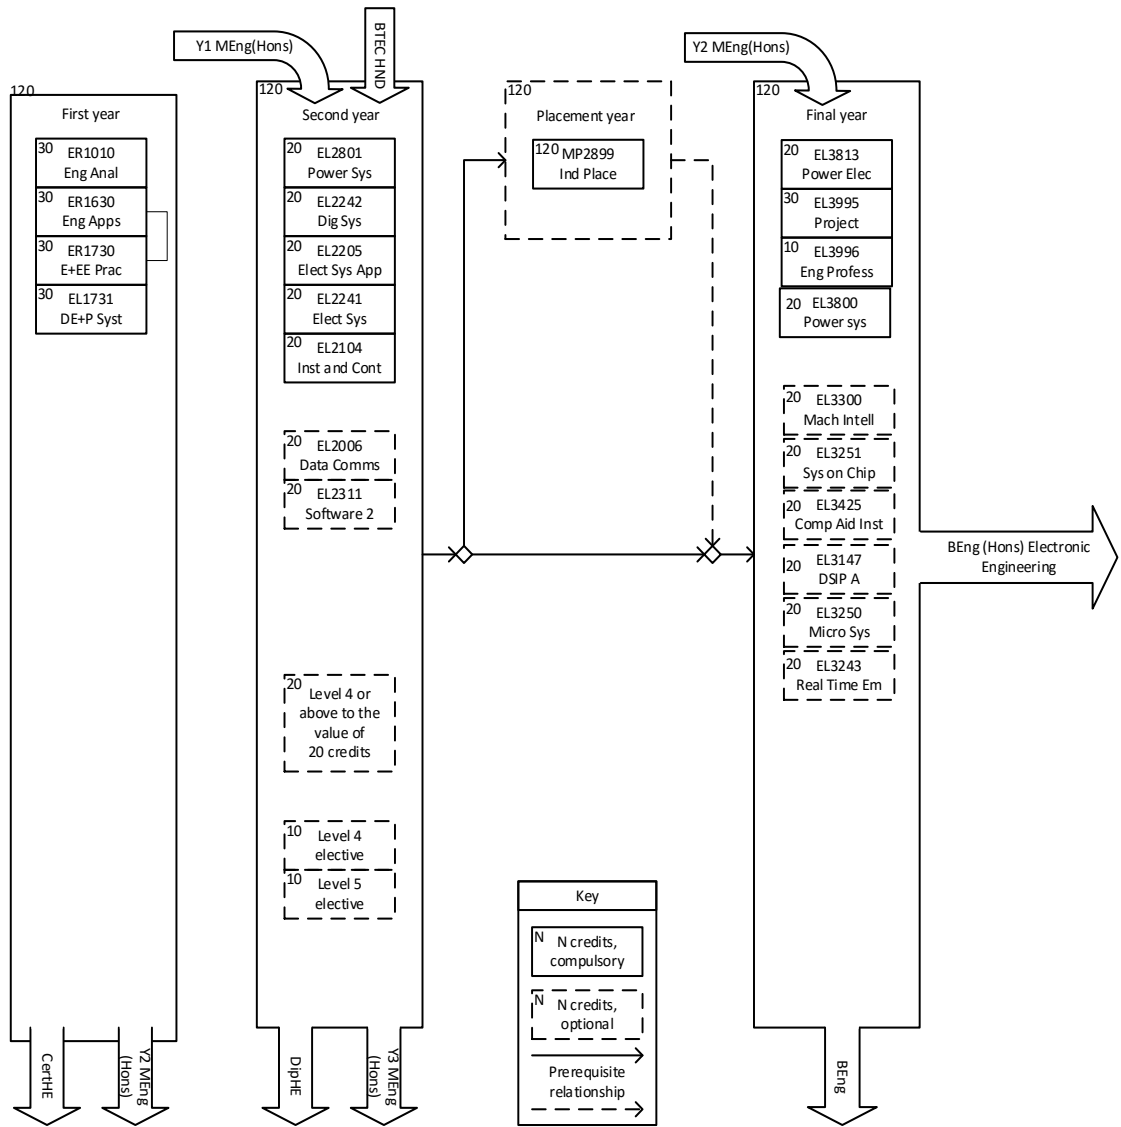 Y1 MEng(Hons)
BTEC HND
Y2 MEng(Hons)
120
First year
30
ER1010
Eng Anal
30
ER1630
Eng Apps
30
ER1730
E+EE Prac
30
EL1731
DE+P Syst
CertHE
Y2 MEng
(Hons)
120
Second year
20
EL2801
Power Sys
20
EL2242
Dig Sys
20
EL2205
Elect Sys App
20
EL2241
Elect Sys
20
EL2104
Inst and Cont
20
EL2006
Data Comms
20
EL2311
Software 2
20
Level 4 or
above to the
value of
20 credits
10
Level 4
elective
10
Level 5
elective
DipHE
Y3 MEng
(Hons)
120
Placement year
120
MP2899
Ind Place
120
Final year
20
EL3813
Power Elec
30
EL3995
Project
10
EL3996
Eng Profess
20
EL3800
Power sys
20
EL3300
Mach Intell
20
EL3251
Sys on Chip
20
EL3425
Comp Aid Inst
20
EL3147
DSIP A
20
EL3250
Micro Sys
20
EL3243
Real Time Em
BEng
BEng (Hons) Electronic
Engineering
Key
N
N credits,
compulsory
N
N credits,
optional
Prerequisite
relationship